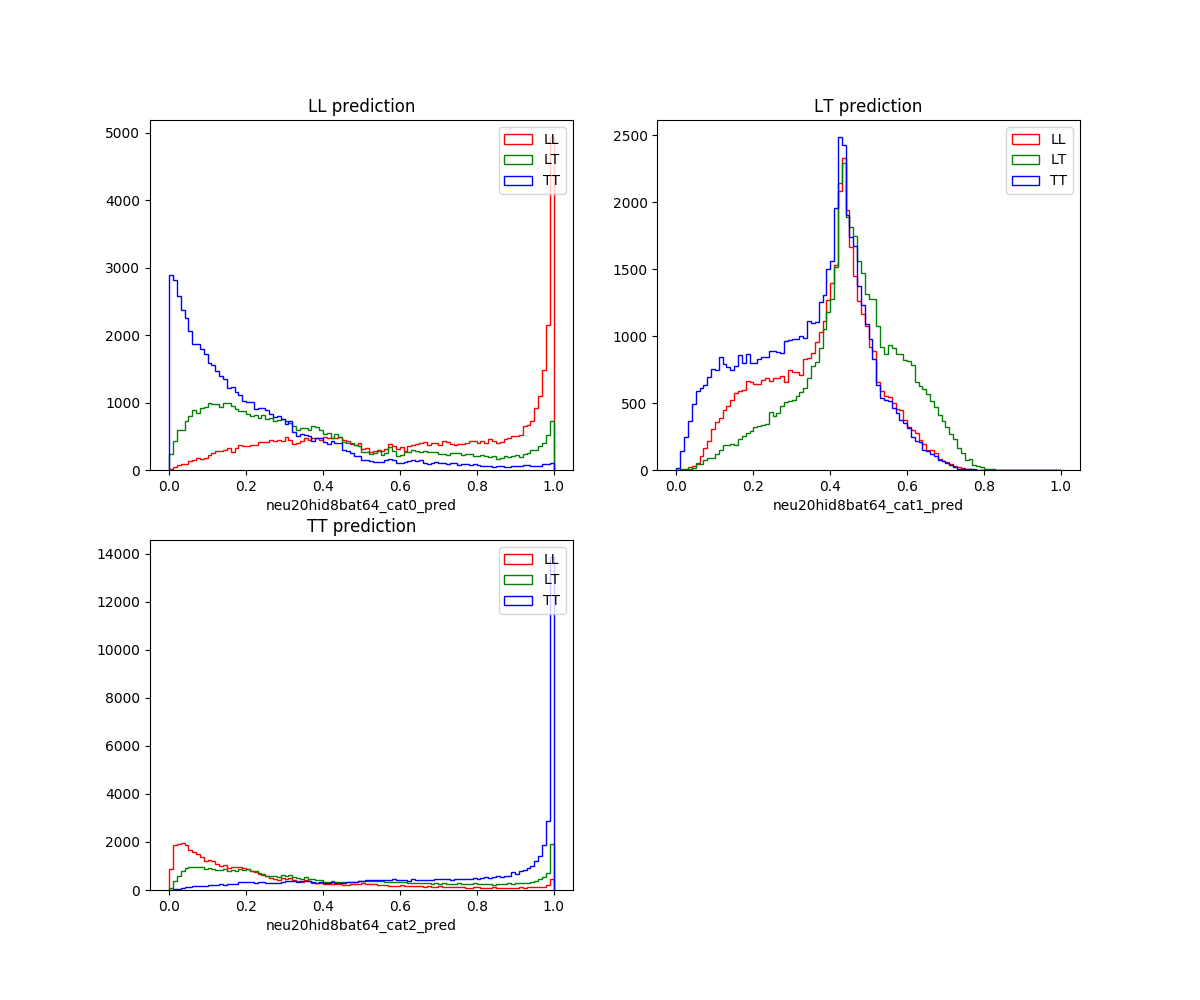 LL prediction
5000
4000
3000
2000
1000
0
0.0 0.2 0.4 0.6 0.8 1.0
neu20hid8bat64_cat0_pred
LL
LT
TT
LT prediction
2500
2000
1500
1000
500
0
0.0 0.2 0.4 0.6 0.8 1.0
neu20hid8bat64_cat1_pred
LL
LT
TT
TT prediction
14000
12000
10000
8000
6000
4000
2000
0
0.0 0.2 0.4 0.6 0.8 1.0
neu20hid8bat64_cat2_pred
LL
LT
TT